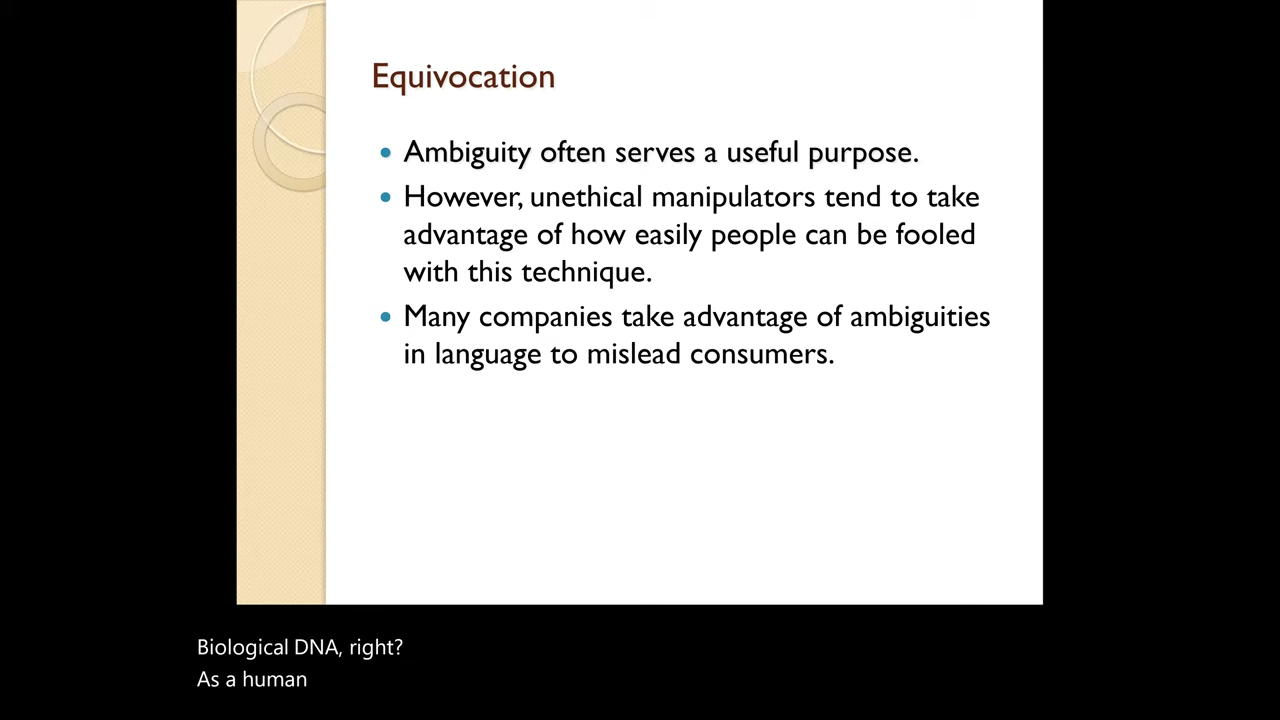 Equivocation
• Ambiguity often serves a useful purpose.
• However, unethical manipulators tend to take
advantage of how easily people can be fooled
with this technique.
• Many companies take advantage of ambiguities
in language to mislead consumers.
Biological DNA, right?
As a human